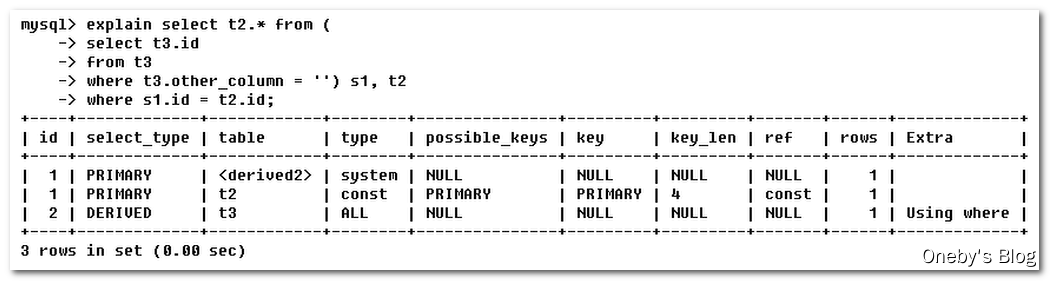 mysql> explain select t2.* from (
    -> select t3.id
    -> from t3
    -> where t3.other_column = '') s1, t2
    -> where s1.id = t2.id;
+----+-------------+------------+--------+---------------+---------+---------+-------+------+-------------+
| id | select_type | table      | type   | possible_keys | key     | key_len | ref   | rows | Extra       |
+----+-------------+------------+--------+---------------+---------+---------+-------+------+-------------+
|  1 | PRIMARY     | <derived2> | system | NULL          | NULL    | NULL    | NULL  |    1 |             |
|  1 | PRIMARY     | t2         | const  | PRIMARY       | PRIMARY | 4       | const |    1 |             |
|  2 | DERIVED     | t3         | ALL    | NULL          | NULL    | NULL    | NULL  |    1 | Using where |
+----+-------------+------------+--------+---------------+---------+---------+-------+------+-------------+
3 rows in set (0.00 sec)
Oneby's Blog